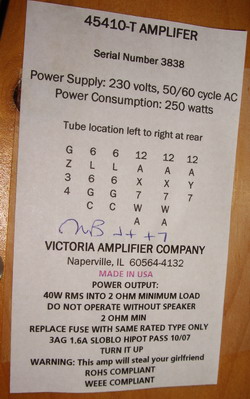 45410-T AMPLIFER
Serial Number 3838
Power Supply: 230 volts, 50/60 cycle AC
Power Consumption: 250 watts
Tube location left to right at rear
G 6 6 12 12 12
Z L L A A A
3 6 6 X X Y
4 G G 7 7 7
C C W W
A A
VICTORIA AMPLIFIER COMPANY
Naperville, IL 60564-4132
MADE IN USA
POWER OUTPUT:
40W RMS INTO 2 OHM MINIMUM LOAD
DO NOT OPERATE WITHOUT SPEAKER
2 OHM MIN
REPLACE FUSE WITH SAME RATED TYPE ONLY
3AG 1.6A SLOBLO HIPOT PASS 10/07
TURN IT UP
WARNING: This amp will steal your girlfriend
ROHS COMPLIANT
WEEE COMPLIANT